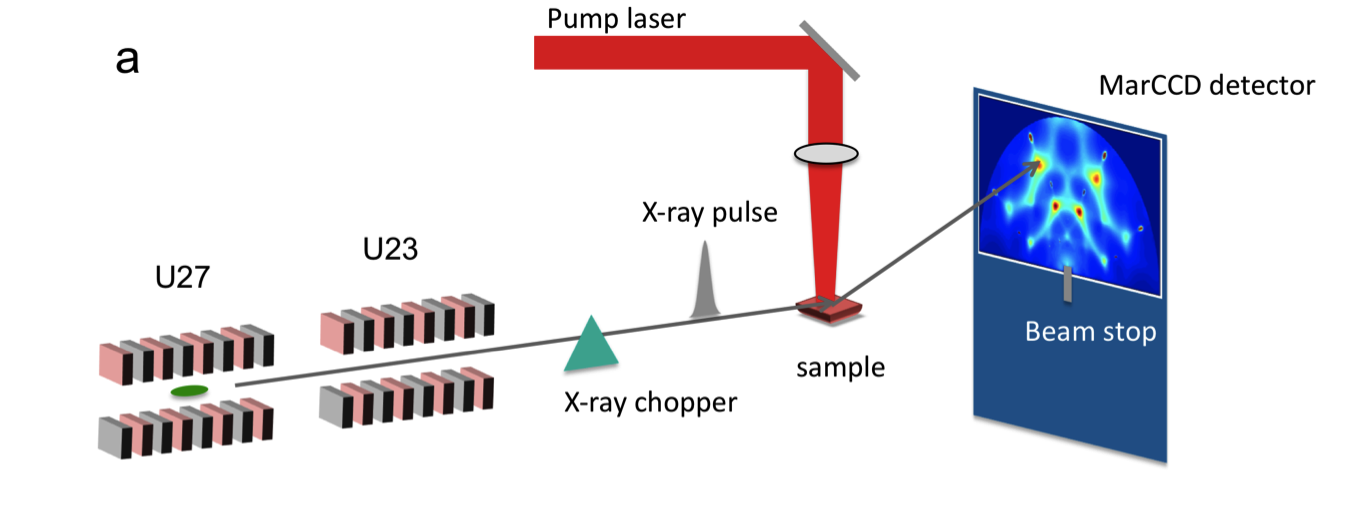 a
Pump laser
MarCCD detector
X-ray pulse
U23
U27
Beam stop
sample
X-ray chopper